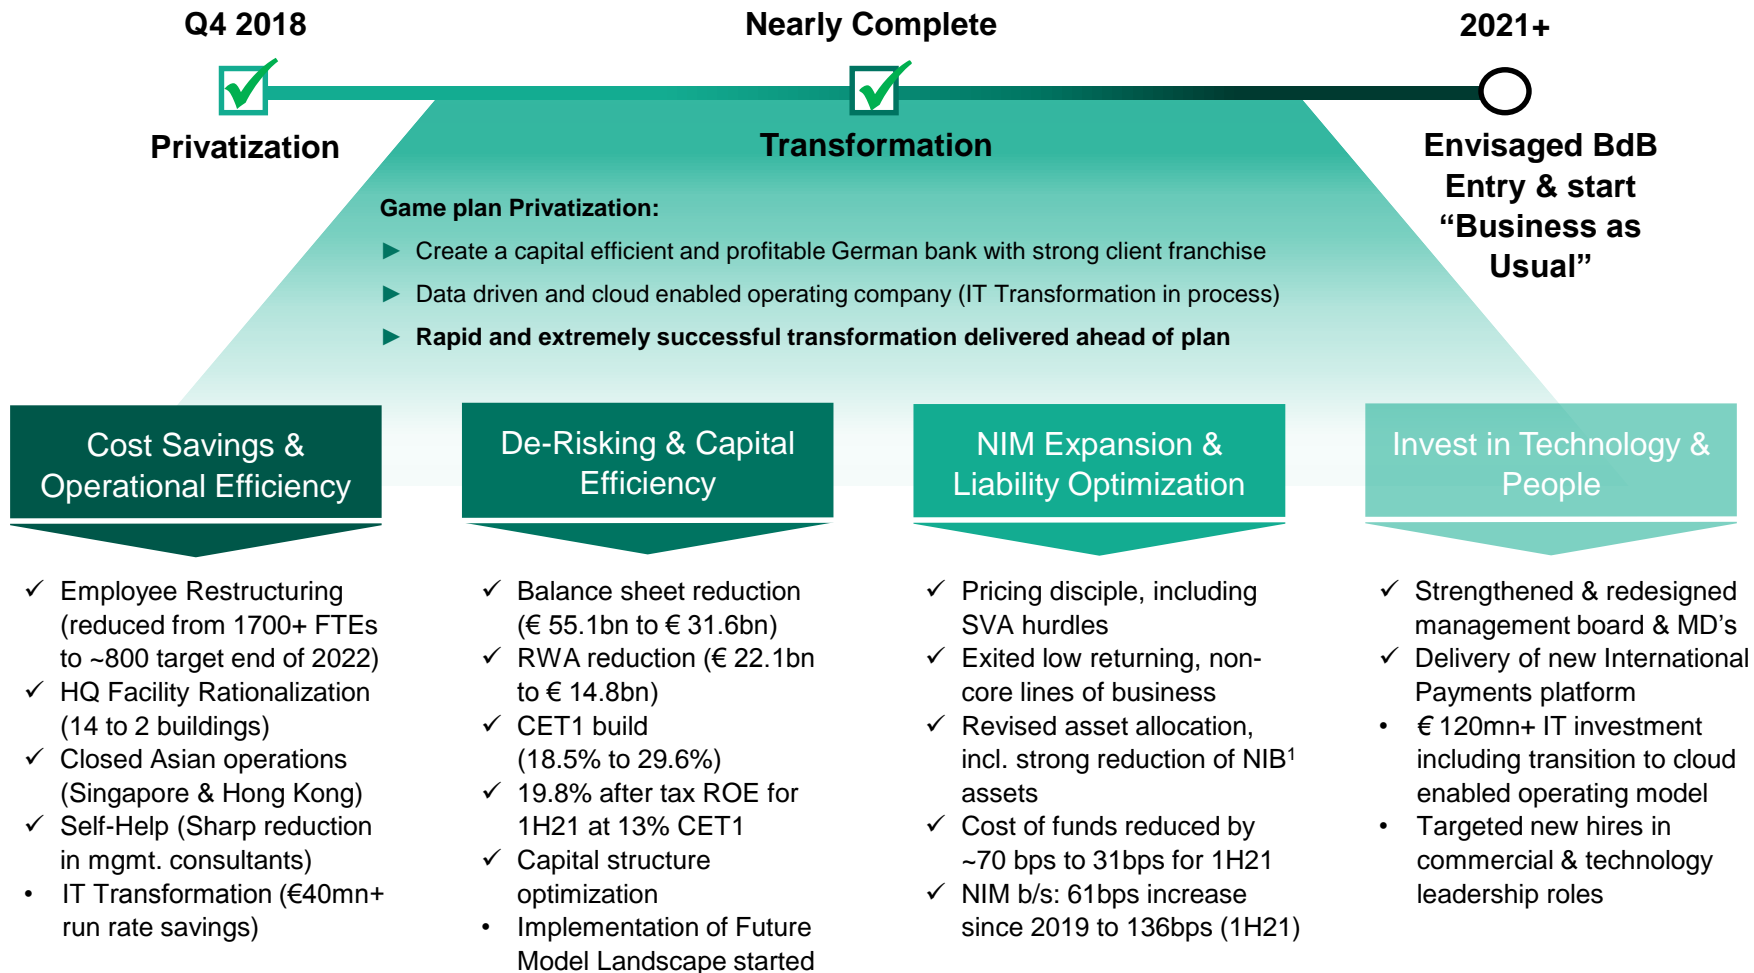 Q4 2018
Nearly Complete
2021+
Privatization
Transformation
Envisaged BdB
Entry & start
“Business as
Usual”
Game plan Privatization:
► Create a capital efficient and profitable German bank with strong client franchise
► Data driven and cloud enabled operating company (IT Transformation in process)
► Rapid and extremely successful transformation delivered ahead of plan
Cost Savings &
Operational Efficiency
✓ Employee Restructuring
(reduced from 1700+ FTEs
to ~800 target end of 2022)
✓ HQ Facility Rationalization
(14 to 2 buildings)
✓ Closed Asian operations
(Singapore & Hong Kong)
✓ Self-Help (Sharp reduction
in mgmt. consultants)
• IT Transformation (€40mn+
run rate savings)
De-Risking & Capital
Efficiency
✓ Balance sheet reduction
(€ 55.1bn to € 31.6bn)
✓ RWA reduction (€ 22.1bn
to € 14.8bn)
✓ CET1 build
(18.5% to 29.6%)
✓ 19.8% after tax ROE for
1H21 at 13% CET1
✓ Capital structure
optimization
• Implementation of Future
Model Landscape started
NIM Expansion &
Liability Optimization
✓ Pricing disciple, including
SVA hurdles
✓ Exited low returning, non-
core lines of business
✓ Revised asset allocation,
incl. strong reduction of NIB¹
assets
✓ Cost of funds reduced by
~70 bps to 31bps for 1H21
✓ NIM b/s: 61bps increase
since 2019 to 136bps (1H21)
Invest in Technology &
People
✓ Strengthened & redesigned
management board & MD’s
✓ Delivery of new International
Payments platform
• € 120mn+ IT investment
including transition to cloud
enabled operating model
• Targeted new hires in
commercial & technology
leadership roles